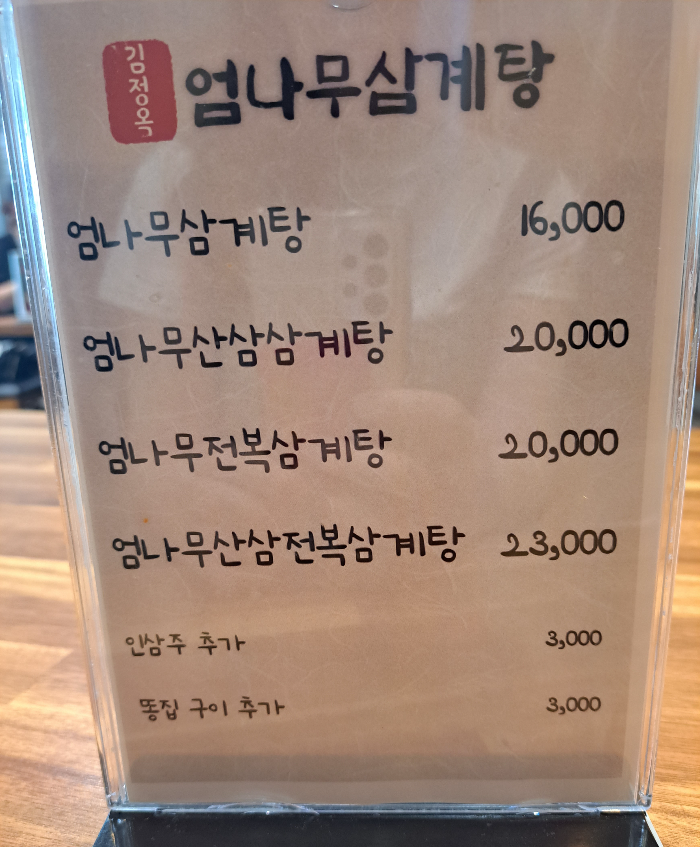 김정옥 엄나무삼계탕
엄나무삼계탕 16,000
엄나무산삼삼계탕 20,000
엄나무전복삼계탕 20,000
엄나무산삼전복삼계탕 23,000
인삼주 추가 3,000
똥집 구이 추가 3,000